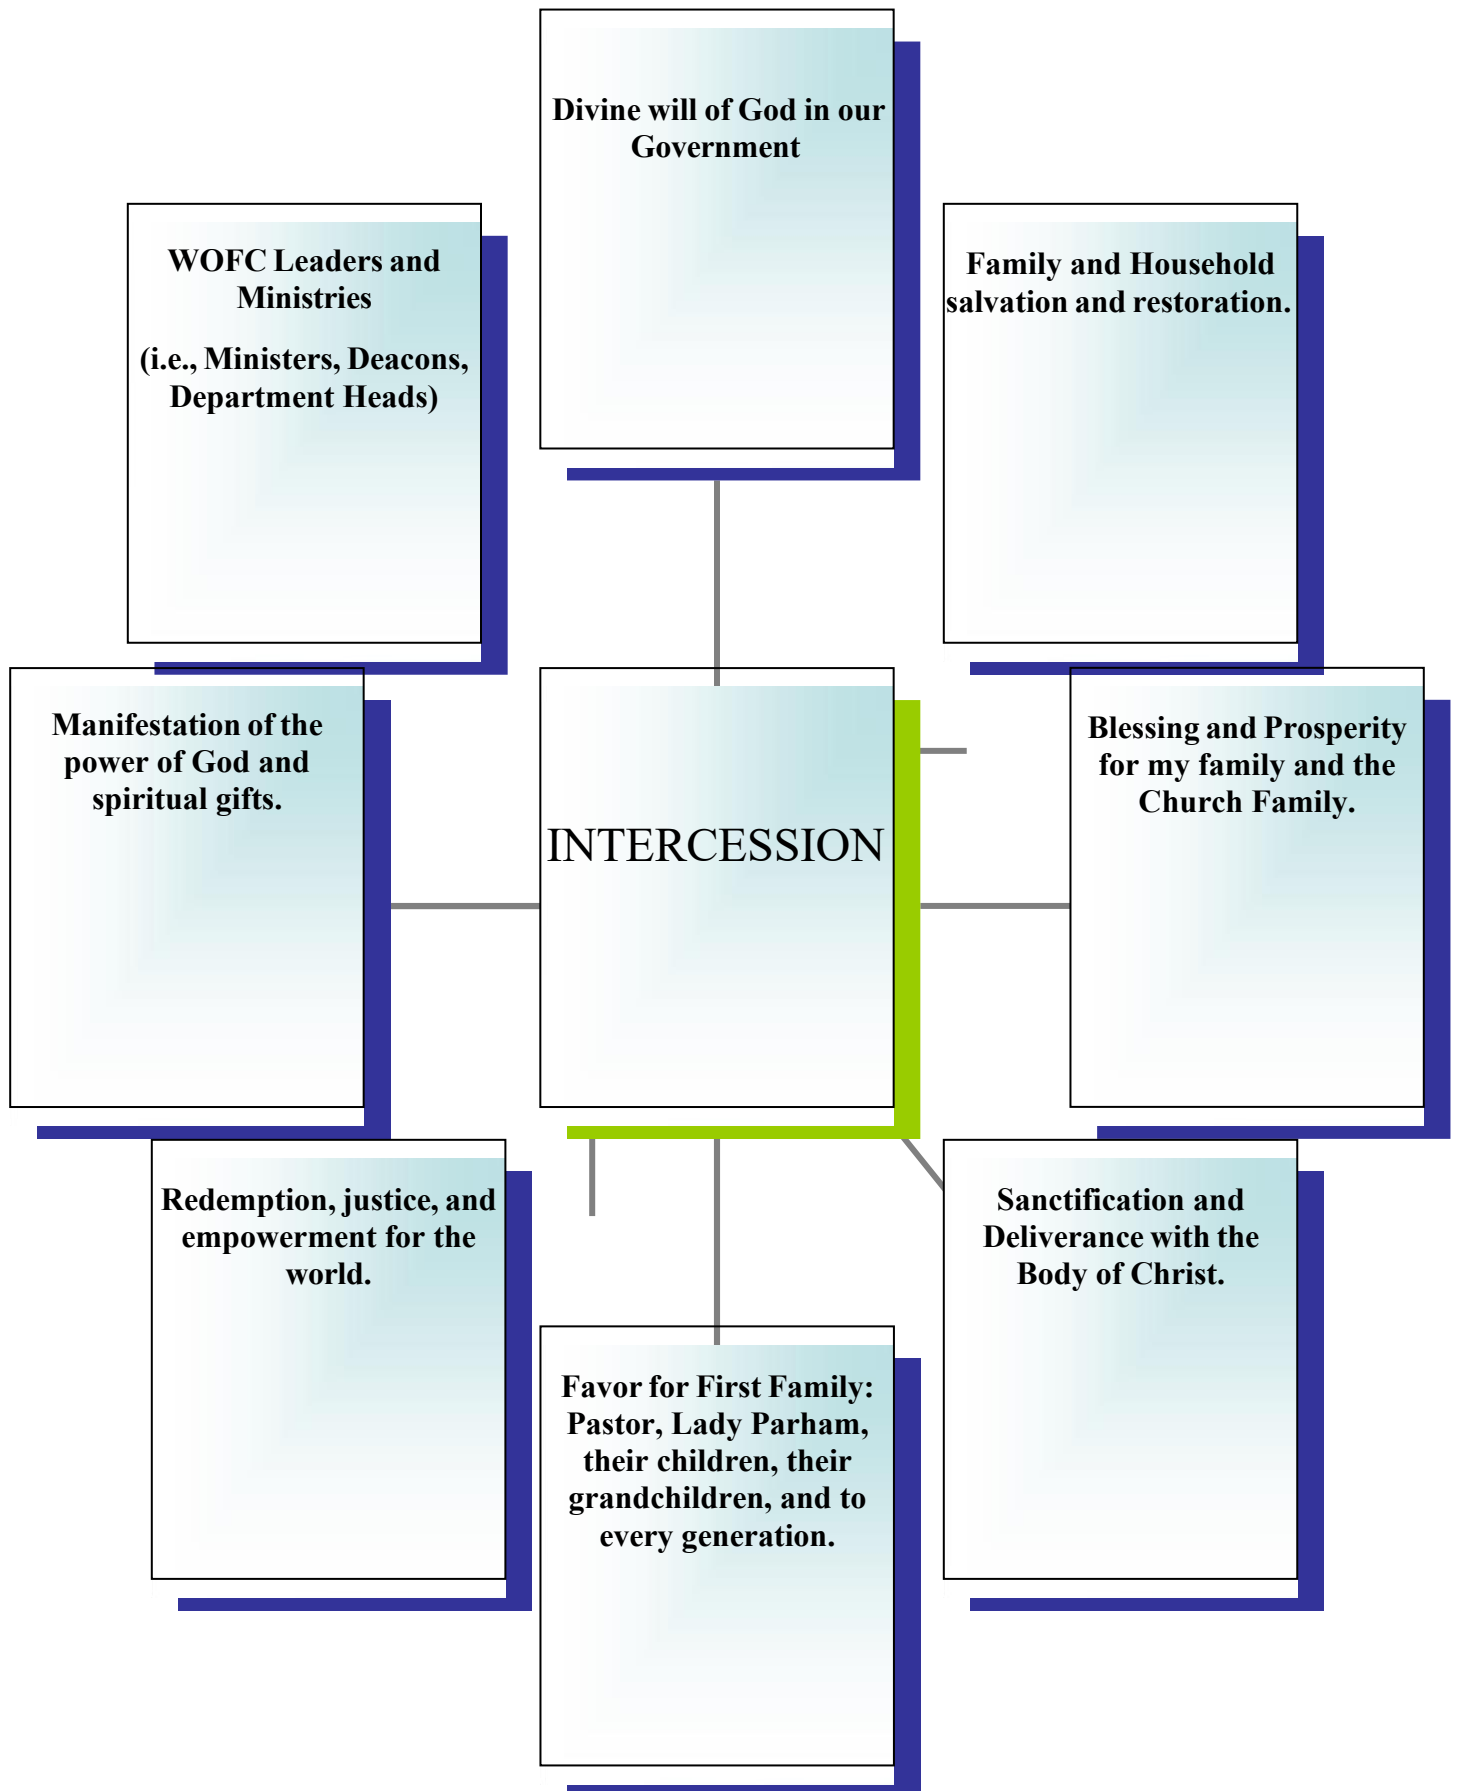 Divine will of God in our
Government
WOFC Leaders and
Ministries
(i.e., Ministers, Deacons,
Department Heads)
Family and Household
salvation and restoration.
Manifestation of the
power of God and
spiritual gifts.
INTERCESSION
Blessing and Prosperity
for my family and the
Church Family.
Redemption, justice, and
empowerment for the
world.
Sanctification and
Deliverance with the
Body of Christ.
Favor for First Family:
Pastor, Lady Parham,
their children, their
grandchildren, and to
every generation.